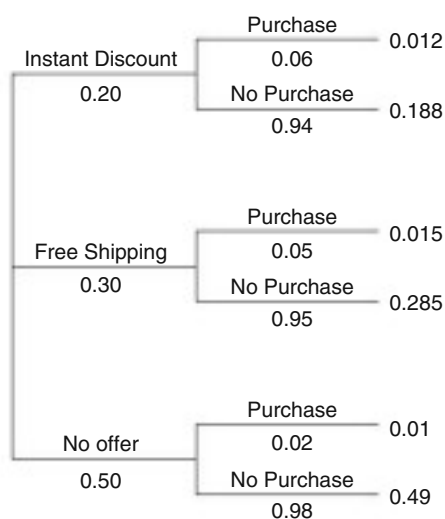 Purchase
0.012
Instant Discount
0.06
0.20
No Purchase
0.188
0.94
Purchase
0.015
Free Shipping
0.05
0.30
No Purchase
0.285
0.95
Purchase
0.01
No offer
0.02
0.50
No Purchase
0.49
0.98